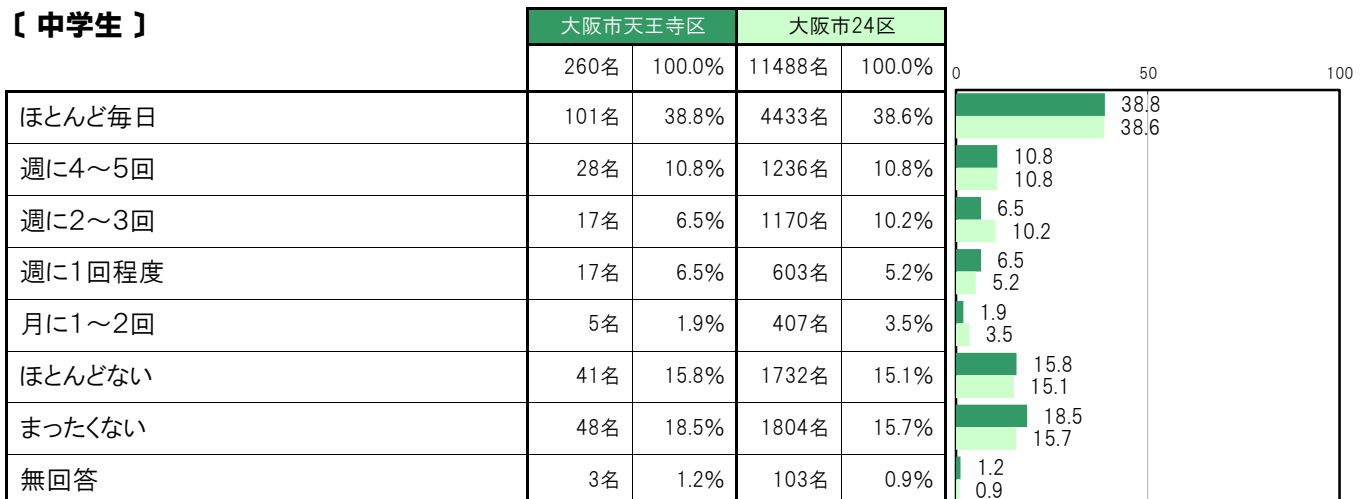 〔 中学生 〕
大阪市天王寺区 大阪市24区
260名 100.0% 11488名 100.0%
0 50 100
ほとんど毎日 101名 38.8% 4433名 38.6% 38.8
38.6
週に4~5回 28名 10.8% 1236名 10.8% 10.8
10.8
週に2~3回 17名 6.5% 1170名 10.2% 6.5
10.2
週に1回程度 17名 6.5% 603名 5.2% 6.5
5.2
月に1~2回 5名 1.9% 407名 3.5% 1.9
3.5
ほとんどない 41名 15.8% 1732名 15.1% 15.8
15.1
まったくない 48名 18.5% 1804名 15.7% 18.5
15.7
無回答 3名 1.2% 103名 0.9% 1.2
0.9